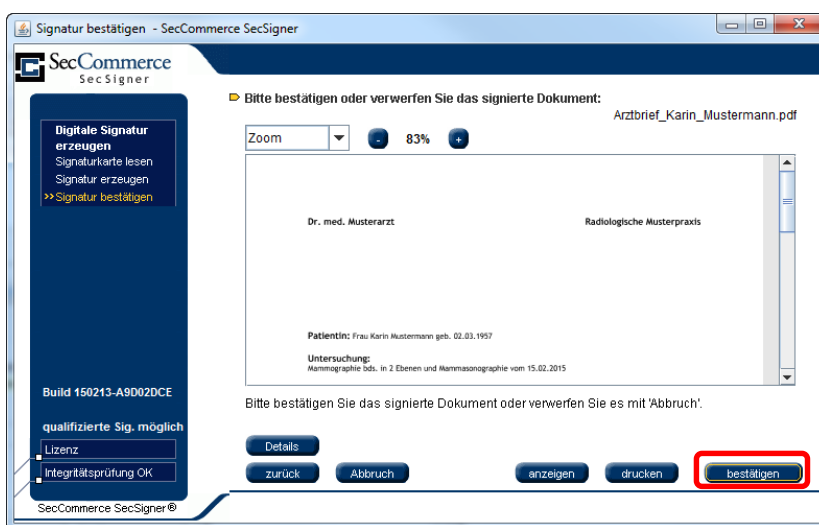 Signatur bestätigen - SecCommerce SecSigner
SecCommerce
SecSigner
Digitale Signatur
erzeugen
Signaturkarte lesen
Signatur erzeugen
>>Signatur bestätigen
Build 150213-A9D02DCE
qualifizierte Sig. möglich
Lizenz
Integritätsprüfung OK
SecCommerce SecSigner®
Bitte bestätigen oder verwerfen Sie das signierte Dokument:
Arztbrief_Karin_Mustermann.pdf
Zoom - 83% +
Dr. med. Musterarzt Radiologische Musterpraxis
Patientin: Frau Karin Mustermann geb. 02.03.1957
Untersuchung:
Mammographie bds. in 2 Ebenen und Mammasonographie vom 15.02.2015
Bitte bestätigen Sie das signierte Dokument oder verwerfen Sie es mit 'Abbruch'.
Details
zurück Abbruch anzeigen drucken bestätigen